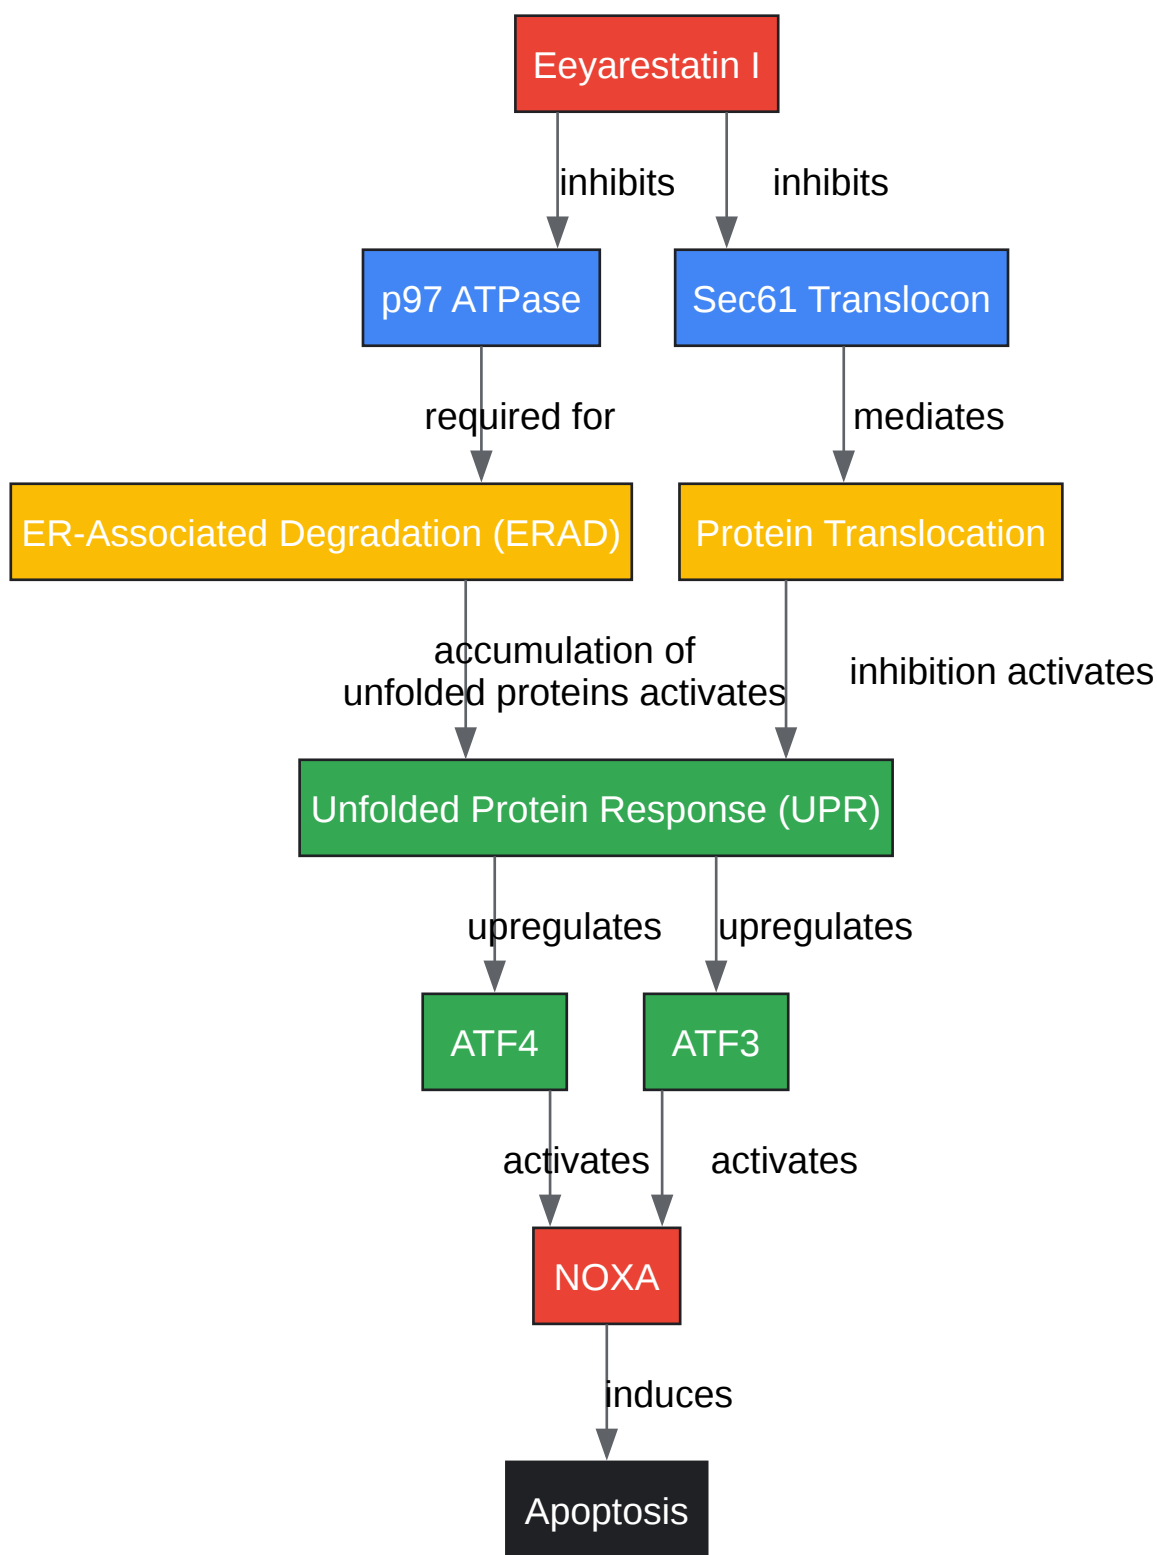 Eeyarestatin I
inhibits
inhibits
p97 ATPase
Sec61 Translocon
required for
mediates
ER-Associated Degradation (ERAD)
Protein Translocation
accumulation of
unfolded proteins activates
inhibition activates
Unfolded Protein Response (UPR)
upregulates
upregulates
ATF4
ATF3
activates
activates
NOXA
induces
Apoptosis